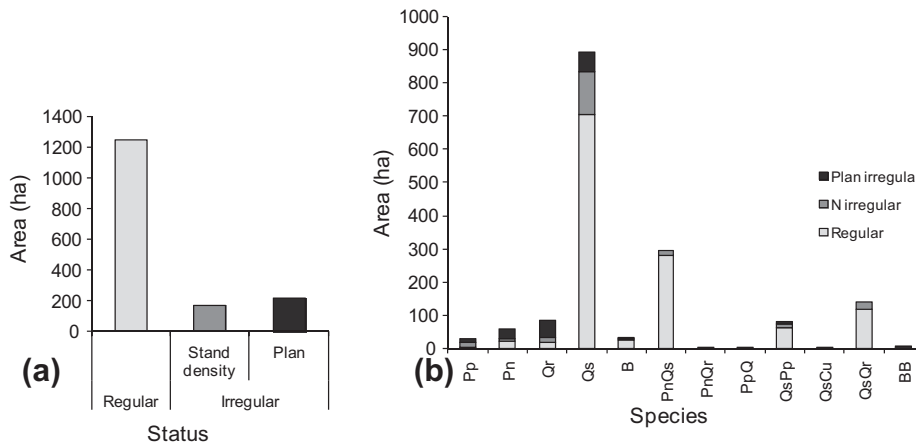 1400
1200
1000
800
600
400
200
0
Area (ha)
Stand density
Plan
Regular
Irregular
Status
(a)
1000
900
800
700
600
500
400
300
200
100
0
Area (ha)
Pp
Pn
Qr
Qs
B
PnQs
PnQr
PpQ
QsPp
QsCu
QsQr
BB
Species
(b)
Plan irregula
N irregular
Regular